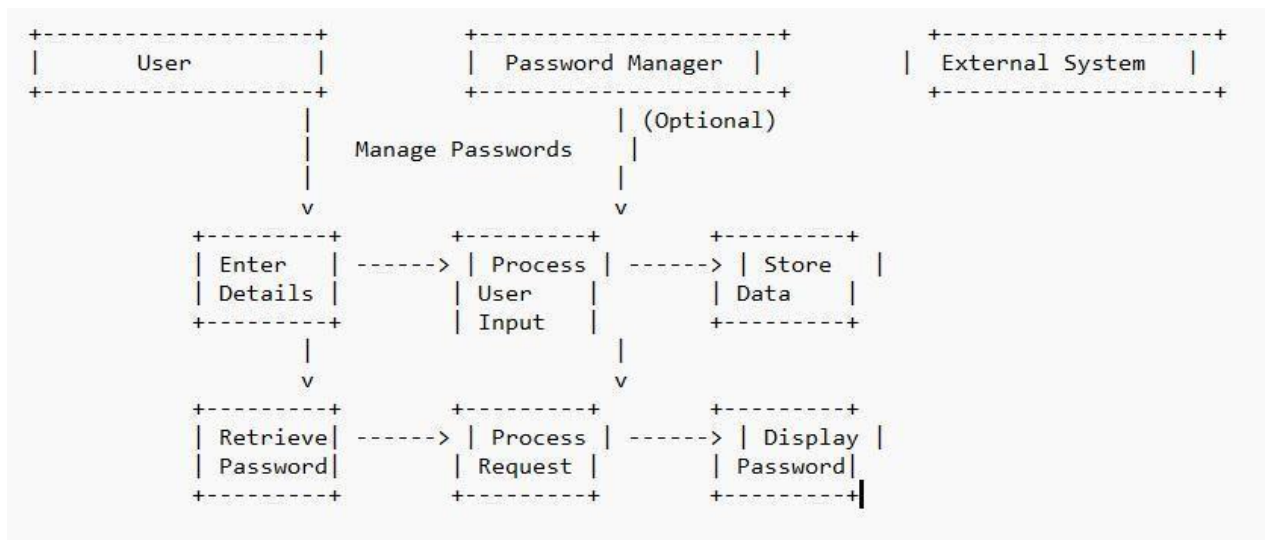 +--------------------+ +----------------------+ +--------------------+
| User | | Password Manager | | External System |
+--------------------+ +----------------------+ +--------------------+
| | (Optional)
| Manage Passwords |
| |
v v
+---------+ +---------+ +---------+
| Enter | ------> | Process | ------> | Store |
| Details | | User | | Data |
+---------+ | Input | +---------+
| |
v v
+---------+ +---------+ +---------+
| Retrieve| ------> | Process | ------> | Display |
| Password| | Request | | Password|
+---------+ +---------+ +---------+